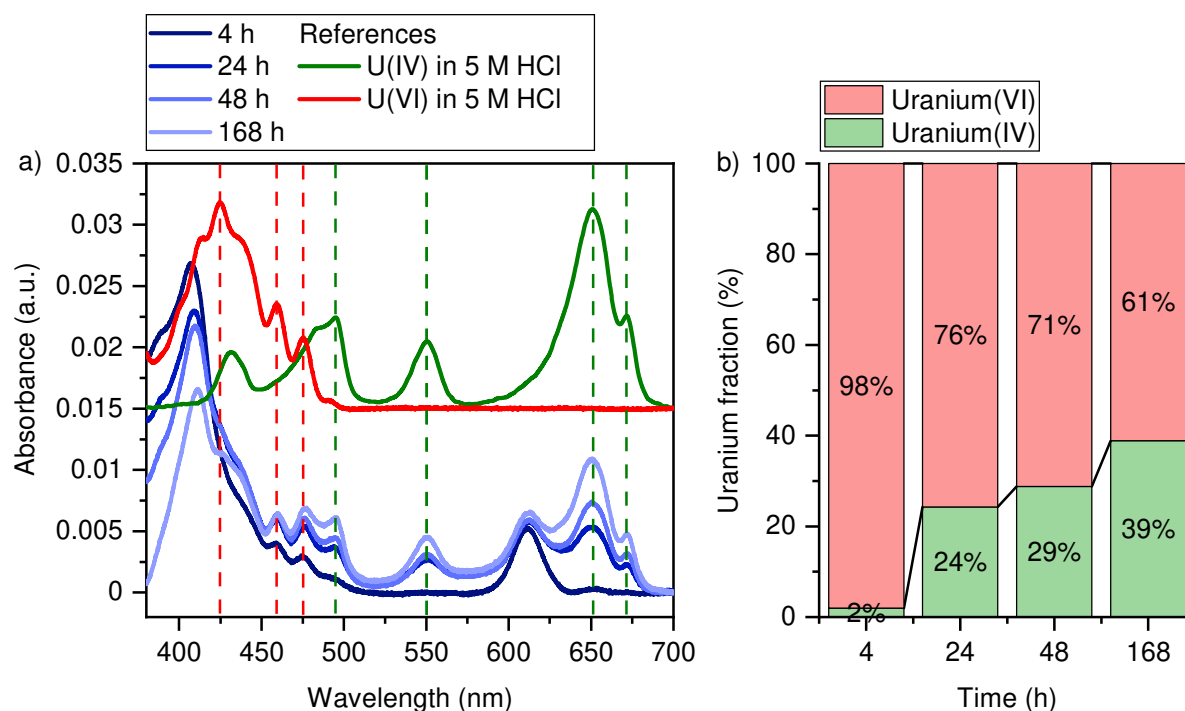 4 h References
24 h U(IV) in 5 M HCl
48 h U(VI) in 5 M HCl
168 h
a)
0.035
0.03
0.025
0.02
0.015
0.01
0.005
0
Absorbance (a.u.)
400 450 500 550 600 650 700
Wavelength (nm)
Uranium(VI)
Uranium(IV)
b)
100
80
60
40
20
0
Uranium fraction (%)
98% 76% 71% 61%
2% 24% 29% 39%
4 24 48 168
Time (h)